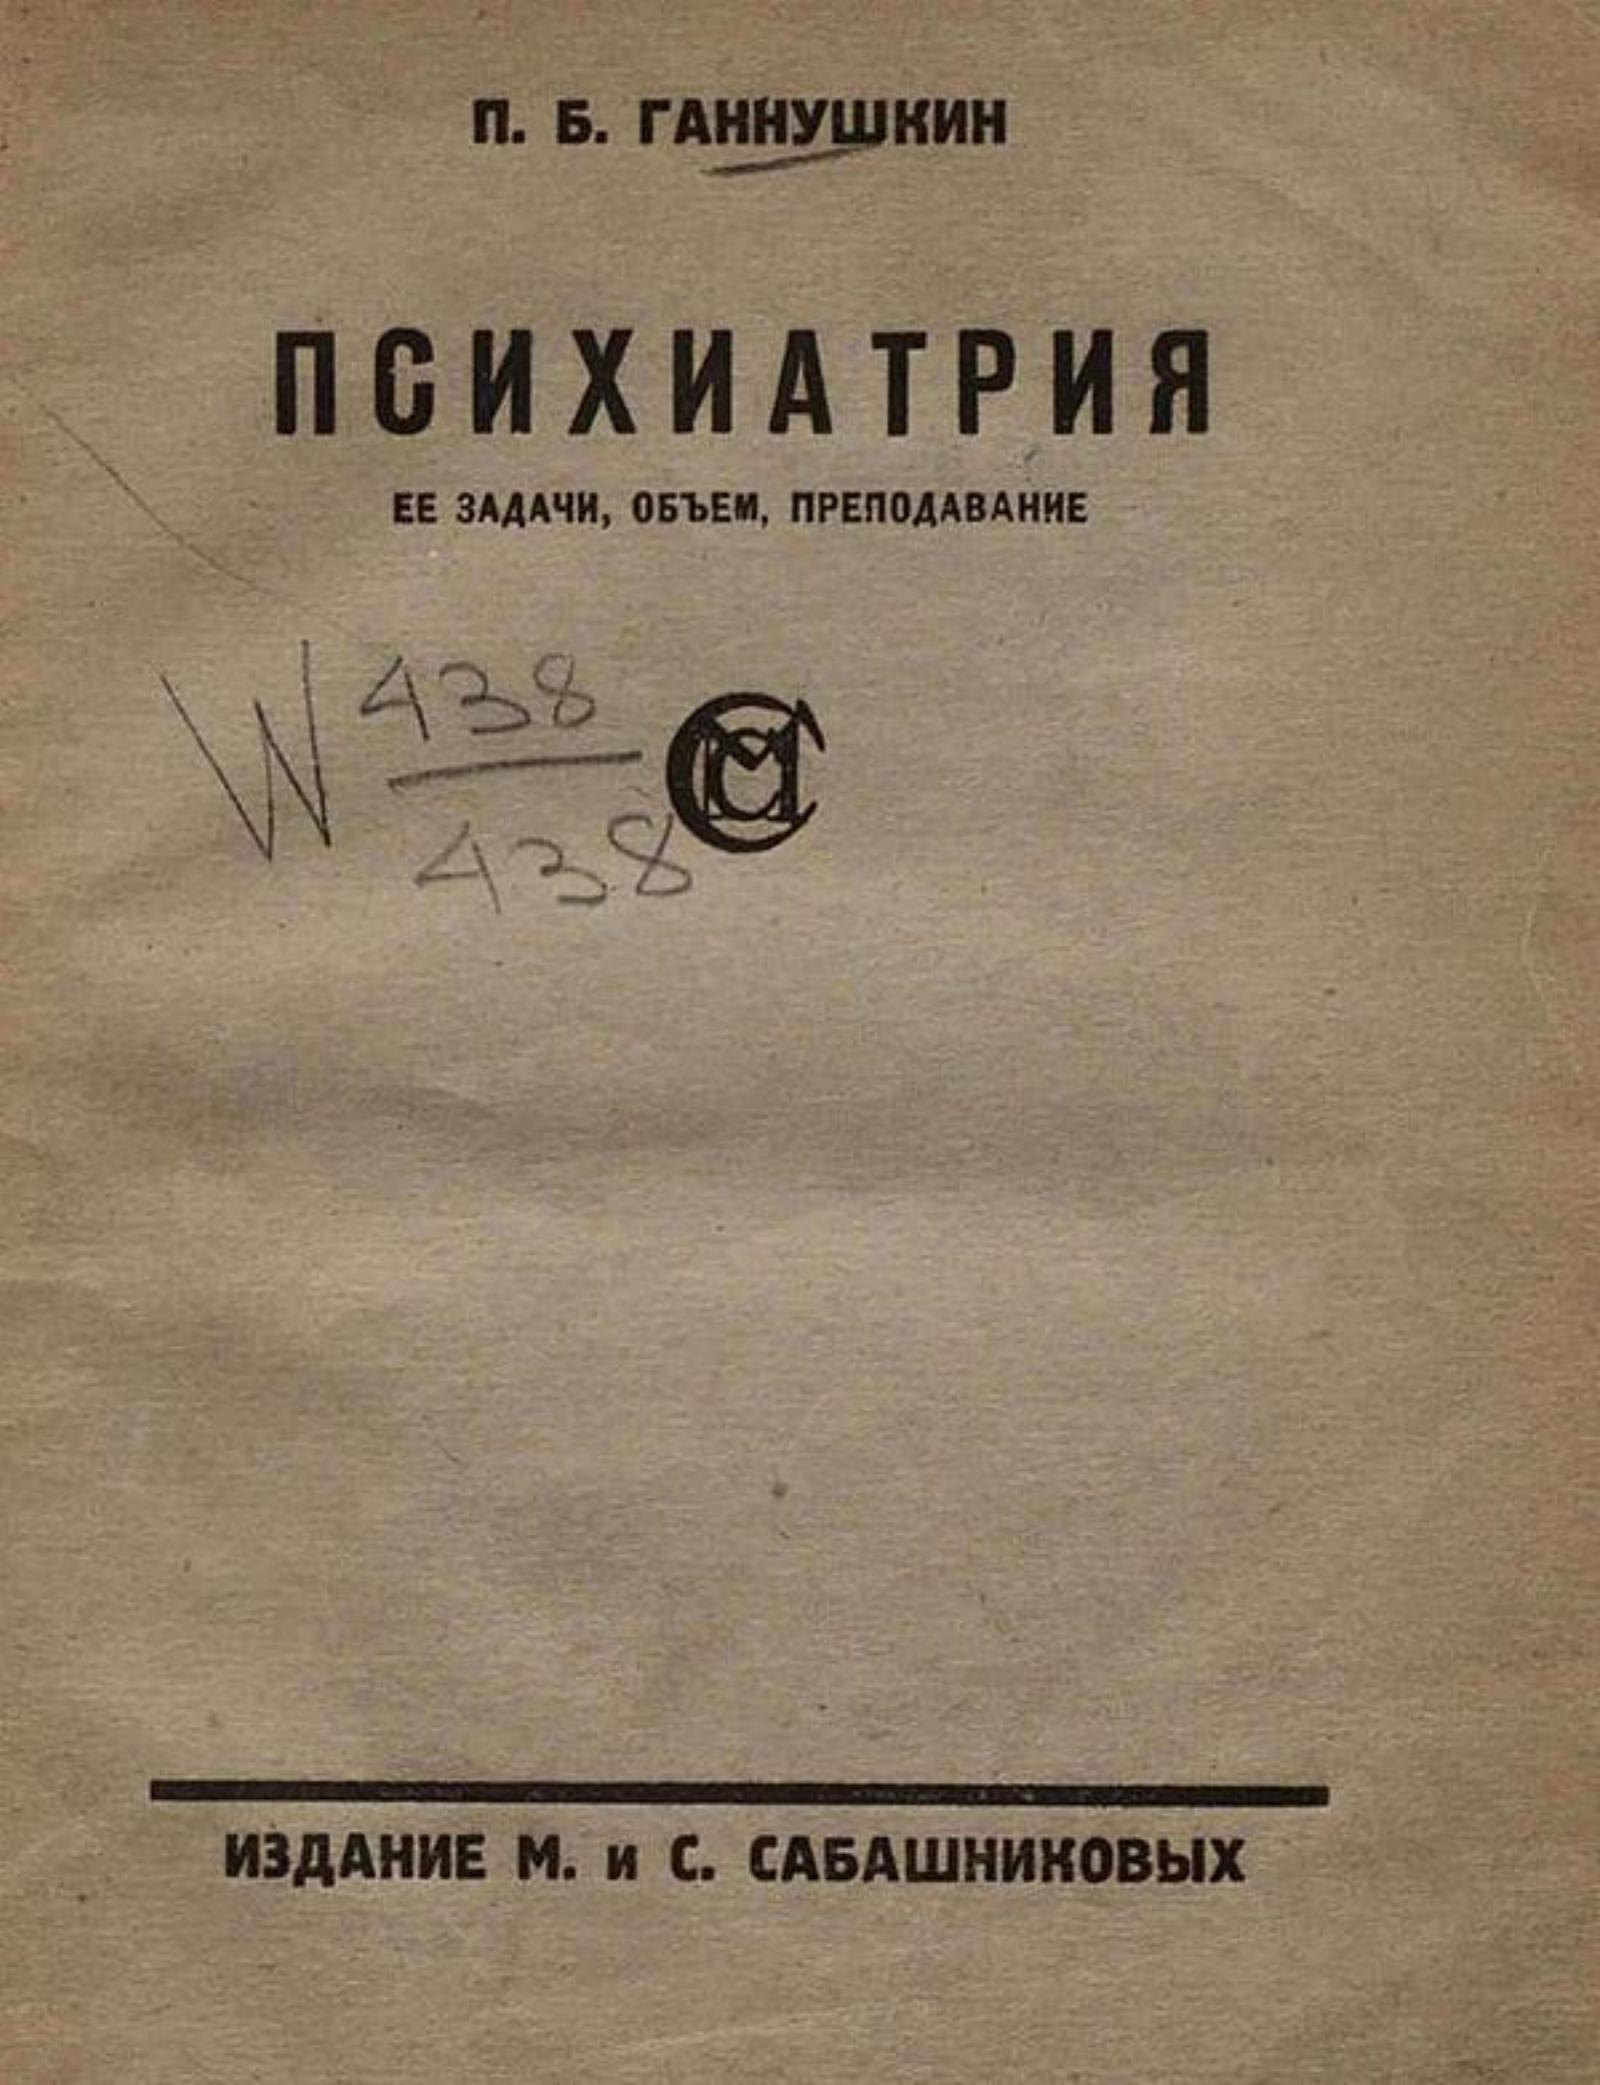 П. Б. ГАННУШКИН
ПСИХИАТРИЯ
ЕЕ ЗАДАЧИ, ОБЪЕМ, ПРЕПОДАВАНИЕ
W 438
438
ИЗДАНИЕ М. и С. САБАШНИКОВЫХ